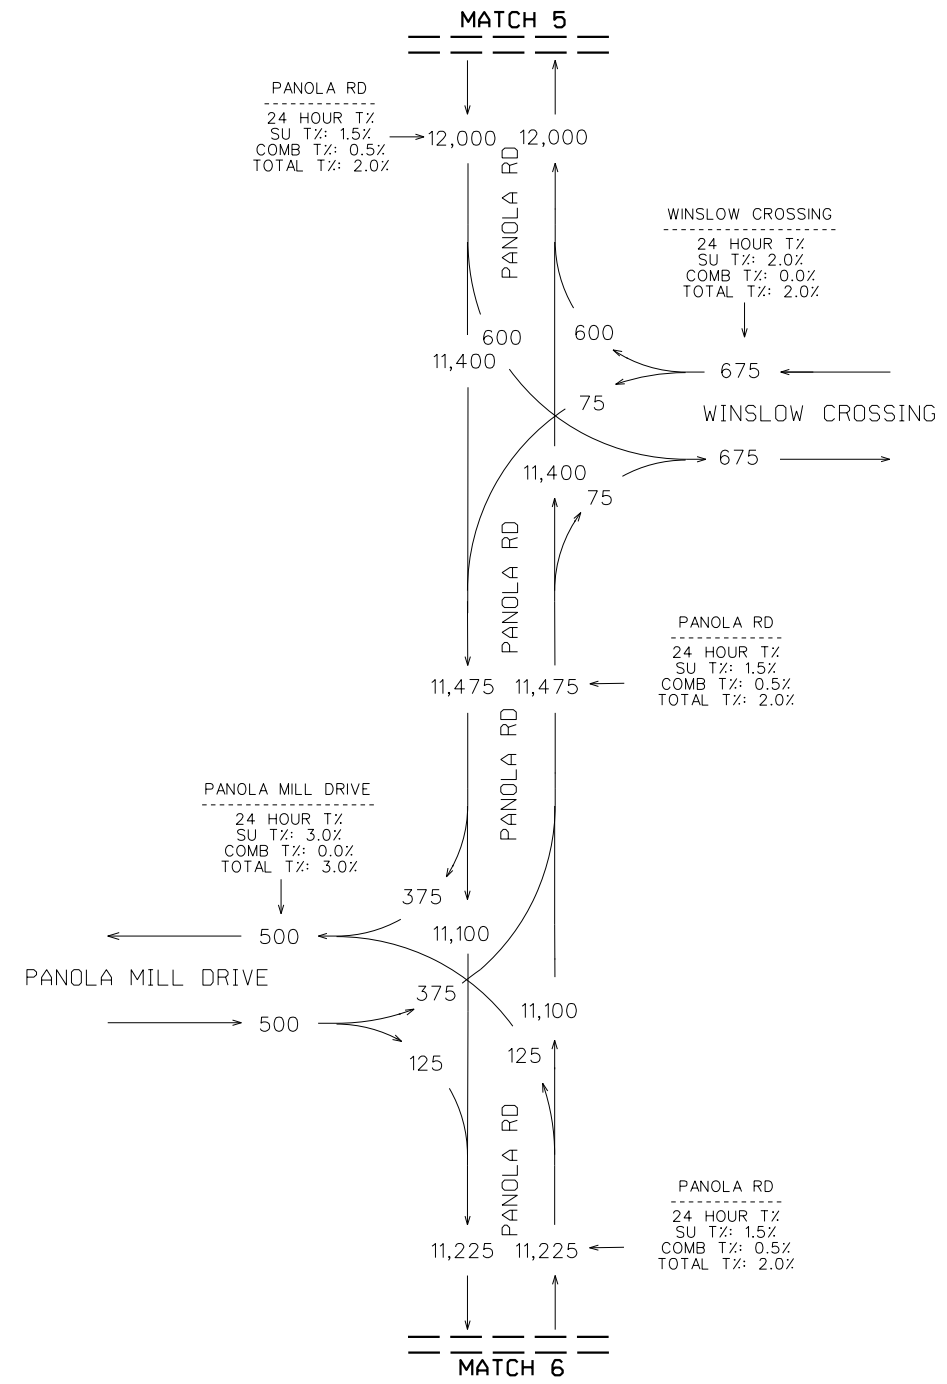 MATCH 5
PANOLA RD
24 HOUR T%
SU T%: 1.5%
COMB T%: 0.5%
TOTAL T%: 2.0%
12,000 12,000
PANOLA RD
WINSLOW CROSSING
24 HOUR T%
SU T%: 2.0%
COMB T%: 0.0%
TOTAL T%: 2.0%
600
600
11,400
675
75
WINSLOW CROSSING
675
11,400
75
PANOLA RD
PANOLA RD
24 HOUR T%
SU T%: 1.5%
COMB T%: 0.5%
TOTAL T%: 2.0%
11,475 11,475
PANOLA RD
PANOLA MILL DRIVE
24 HOUR T%
SU T%: 3.0%
COMB T%: 0.0%
TOTAL T%: 3.0%
375
500
11,100
PANOLA MILL DRIVE
375
11,100
500
125
125
PANOLA RD
PANOLA RD
24 HOUR T%
SU T%: 1.5%
COMB T%: 0.5%
TOTAL T%: 2.0%
11,225 11,225
MATCH 6